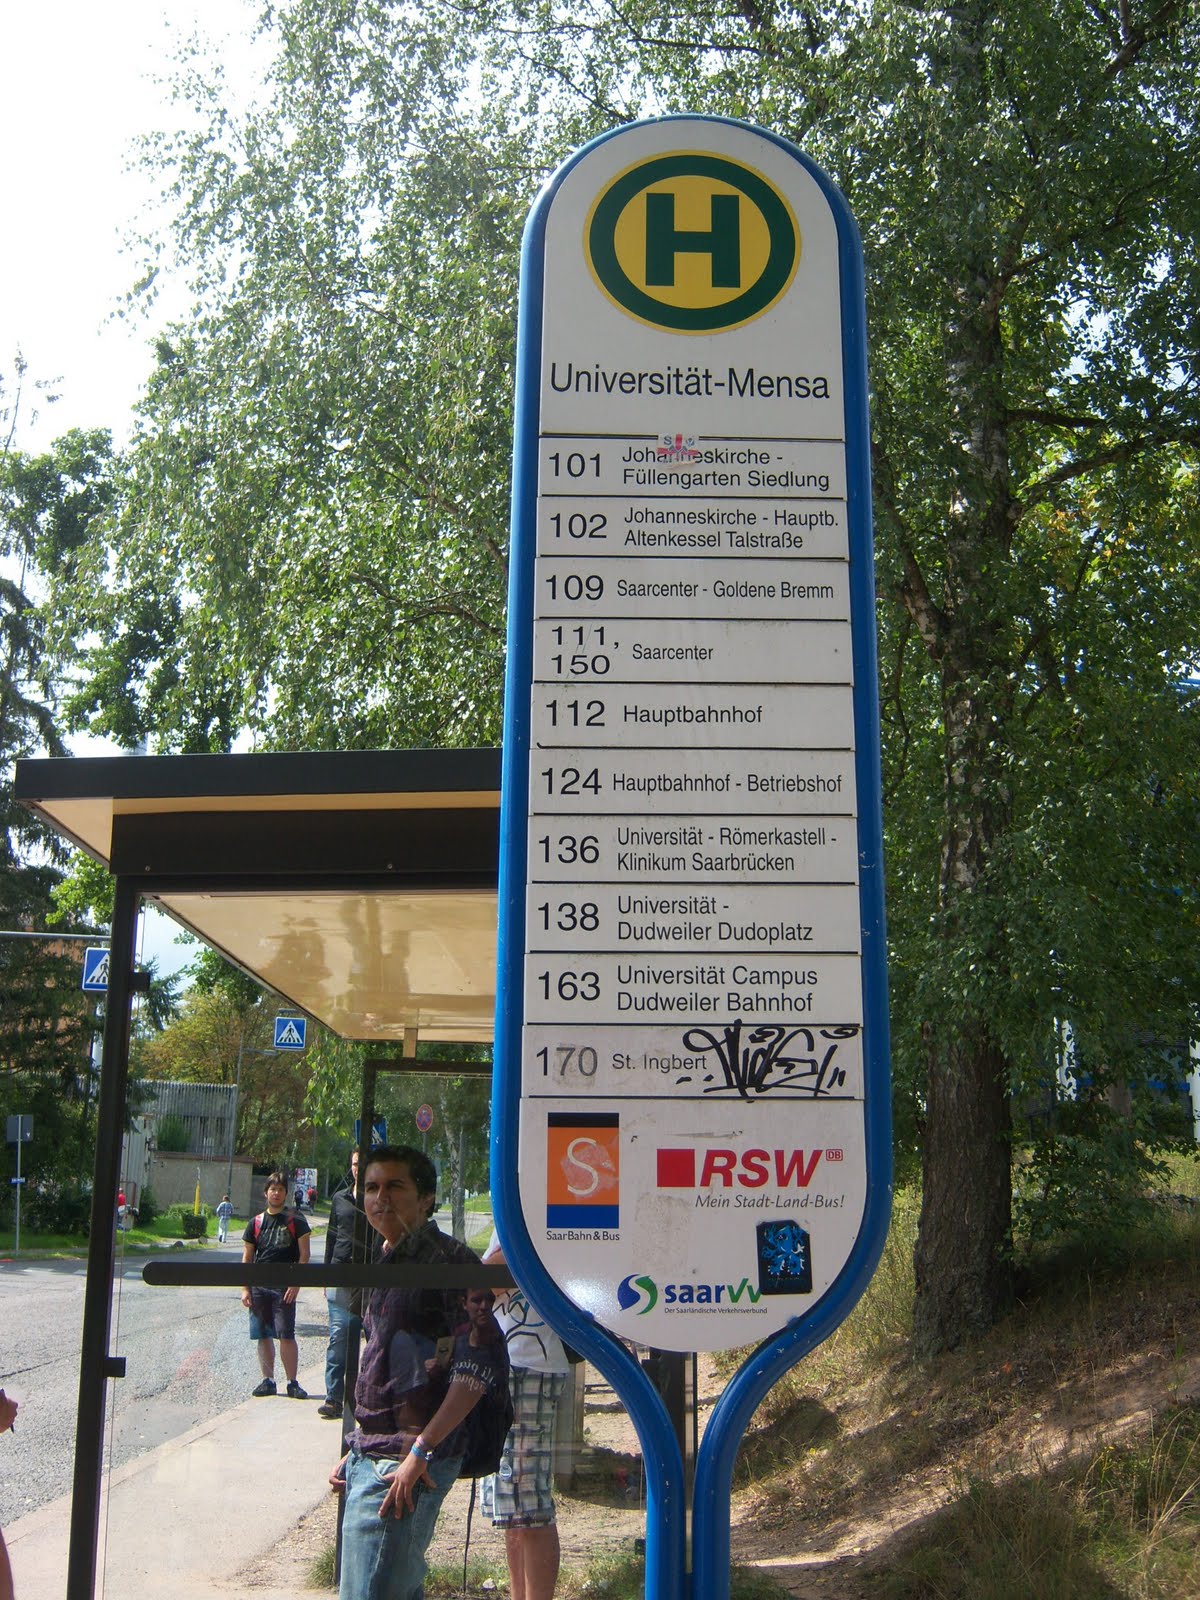 H
Universität-Mensa
101 Johanneskirche -
Füllengarten Siedlung
102 Johanneskirche - Hauptb.
Altenkessel Talstraße
109 Saarcenter - Goldene Bremm
111,
150 Saarcenter
112 Hauptbahnhof
124 Hauptbahnhof - Betriebshof
136 Universität - Römerkastell -
Klinikum Saarbrücken
138 Universität -
Dudweiler Dudoplatz
163 Universität Campus
Dudweiler Bahnhof
170 St. Ingbert
S
SaarBahn & Bus
RSW DB
Mein Stadt-Land-Bus!
saarVV
Der Saarländische Verkehrsverbund